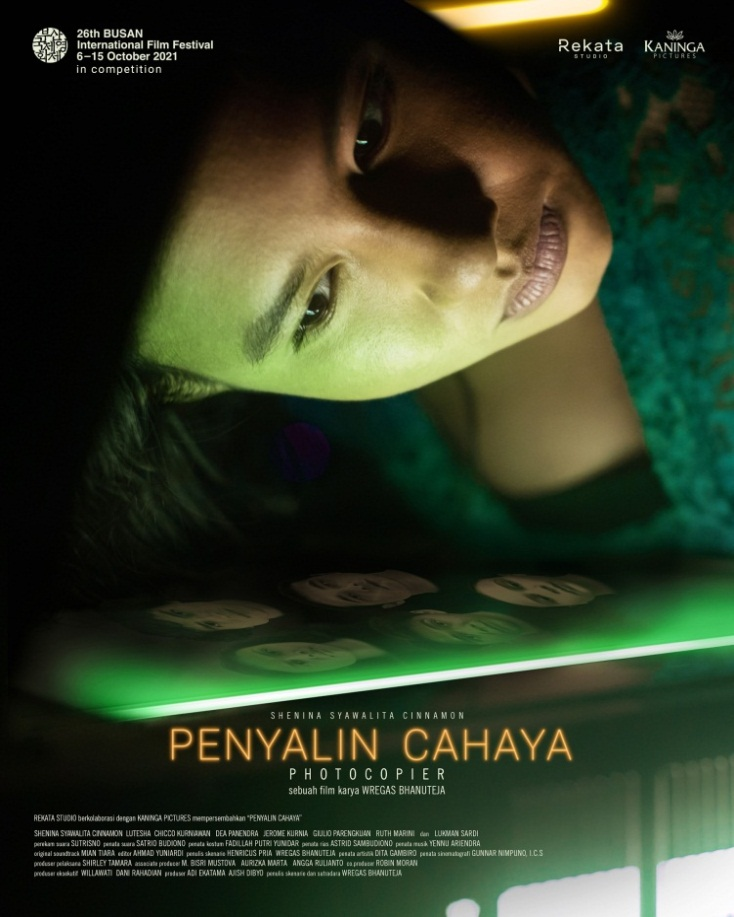 26th BUSAN
International Film Festival
6–15 October 2021
in competition
Rekata
STUDIO
KANINGA
PICTURES
SHENINA SYAWALITA CINNAMON
PENYALIN CAHAYA
PHOTOCOPIER
sebuah film karya WREGAS BHANUTEJA
REKATA STUDIO berkolaborasi dengan KANINGA PICTURES mempersembahkan "PENYALIN CAHAYA"
SHENINA SYAWALITA CINNAMON LUTESHA CHICCO KURNIAWAN DEA PANENDRA JEROME KURNIA GIULIO PARENGKUAN RUTH MARINI dan LUKMAN SARDI
perekam suara SUTRISNO penata suara SATRIO BUDIONO penata kostum FADILLAH PUTRI YUNIDAR penata rias ASTRID SAMBUDIONO penata musik YENNU ARIENDRA
original soundtrack MIAN TIARA editor AHMAD YUNIARDI penulis skenario HENRICUS PRIA WREGAS BHANUTEJA penata artistik DITA GAMBIRO penata sinematografi GUNNAR NIMPUNO, I.C.S
produser pelaksana SHIRLEY TAMARA associate produser M. BISRI MUSTOVA AURIZKA MARTA ANGGA RULIANTO co.produser ROBIN MORAN
produser eksekutif WILLAWATI DANI RAHADIAN produser ADI EKATAMA AJISH DIBYO penulis skenario dan sutradara WREGAS BHANUTEJA